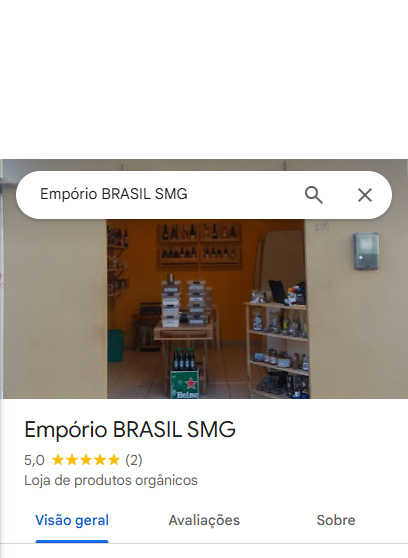 Empório BRASIL SMG
Heine
Empório BRASIL SMG
5,0 (2)
Loja de produtos orgânicos
Visão geral
Avaliações
Sobre